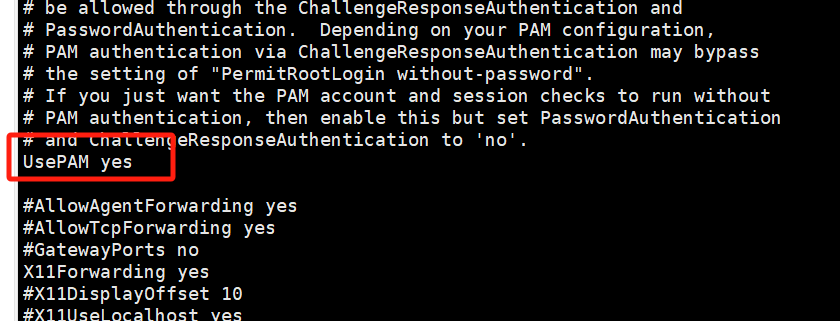 # be allowed through the ChallengeResponseAuthentication and
# PasswordAuthentication.  Depending on your PAM configuration,
# PAM authentication via ChallengeResponseAuthentication may bypass
# the setting of "PermitRootLogin without-password".
# If you just want the PAM account and session checks to run without
# PAM authentication, then enable this but set PasswordAuthentication
# and ChallengeResponseAuthentication to 'no'.
UsePAM yes
#AllowAgentForwarding yes
#AllowTcpForwarding yes
#GatewayPorts no
X11Forwarding yes
#X11DisplayOffset 10
#X11UseLocalhost yes